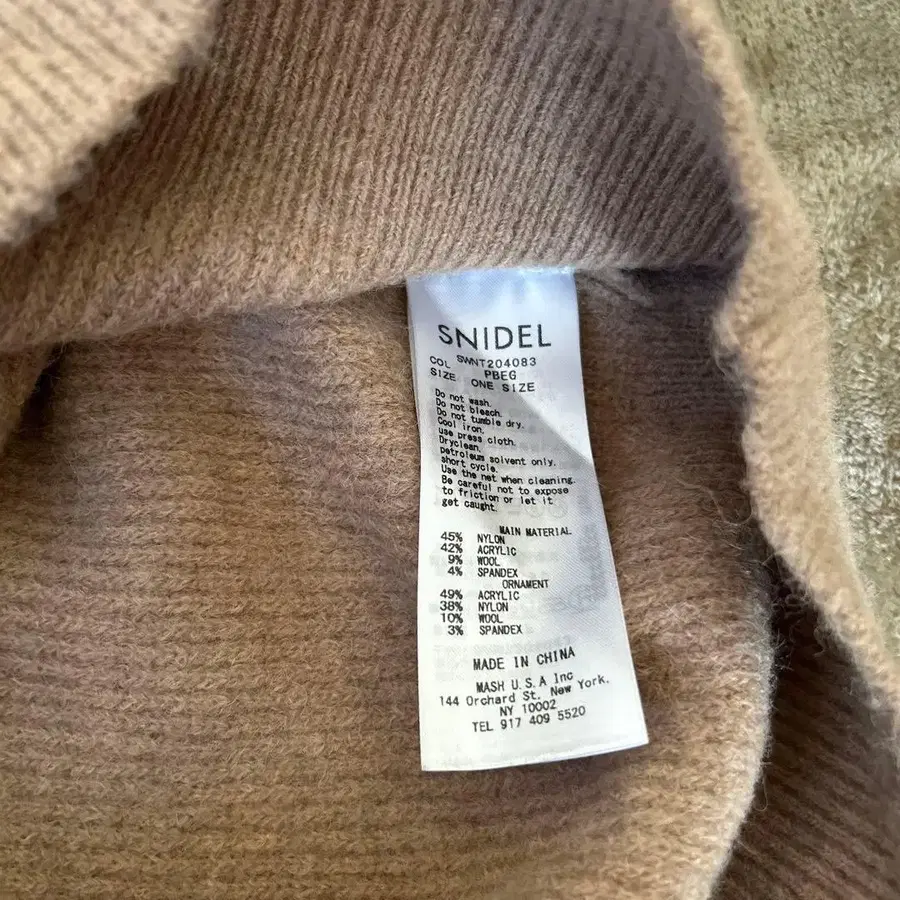 SNIDEL
SWNT204083
COL PBEG
SIZE ONE SIZE
Do not wash.
Do not bleach.
Do not tumble dry.
Cool iron.
use press cloth.
Dryclean,
petroleum solvent only.
short cycle.
Use the net when cleaning.
Be careful not to expose
to friction or let it
get caught.
MAIN MATERIAL
45% NYLON
42% ACRYLIC
9% WOOL
4% SPANDEX
ORNAMENT
49% ACRYLIC
38% NYLON
10% WOOL
3% SPANDEX
MADE IN CHINA
MASH U.S.A Inc
144 Orchard St. New York,
NY 10002
TEL 917 409 5520